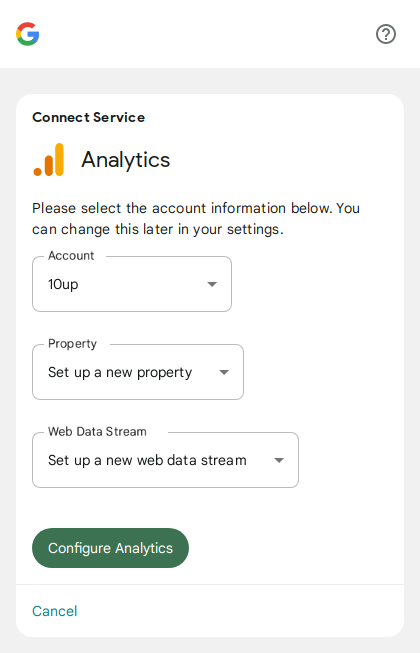 Connect Service
Analytics
Please select the account information below. You
can change this later in your settings.
Account
10up
Property
Set up a new property
Web Data Stream
Set up a new web data stream
Configure Analytics
Cancel